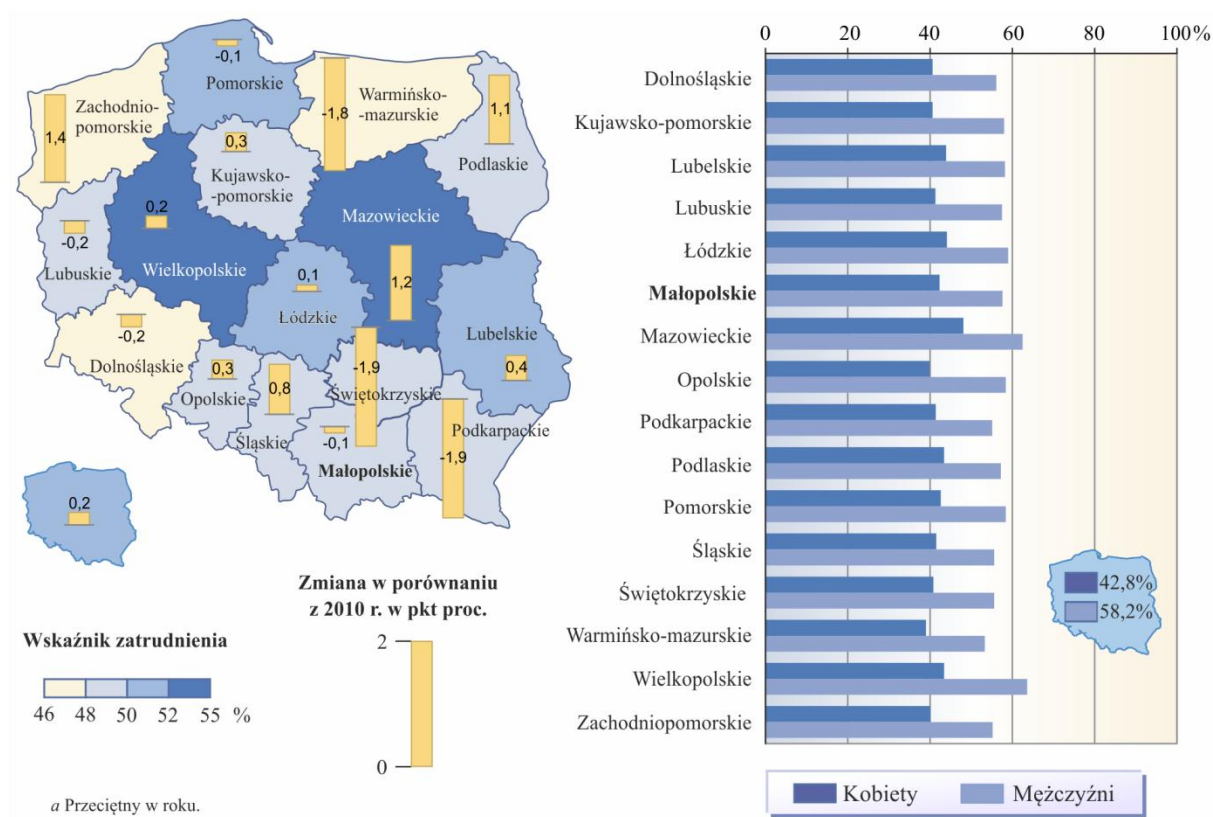 -0,1
Pomorskie
Zachodnio-
pomorskie
1,4
-1,8
Warmińsko-
-mazurskie
1,1
Podlaskie
0,3
Kujawsko-
-pomorskie
0,2
Wielkopolskie
Mazowieckie
1,2
-0,2
Lubuskie
0,1
Łódzkie
Lubelskie
0,4
-0,2
Dolnośląskie
0,3
Opolskie
0,8
Śląskie
-1,9
Świętokrzyskie
-0,1
Małopolskie
Podkarpackie
-1,9
0,2
Zmiana w porównaniu
z 2010 r. w pkt proc.
2
0
Wskaźnik zatrudnienia
46 48 50 52 55 %
a Przeciętny w roku.
0 20 40 60 80 100%
Dolnośląskie
Kujawsko-pomorskie
Lubelskie
Lubuskie
Łódzkie
Małopolskie
Mazowieckie
Opolskie
Podkarpackie
Podlaskie
Pomorskie
Śląskie
Świętokrzyskie
Warmińsko-mazurskie
Wielkopolskie
Zachodniopomorskie
42,8%
58,2%
Kobiety Mężczyźni